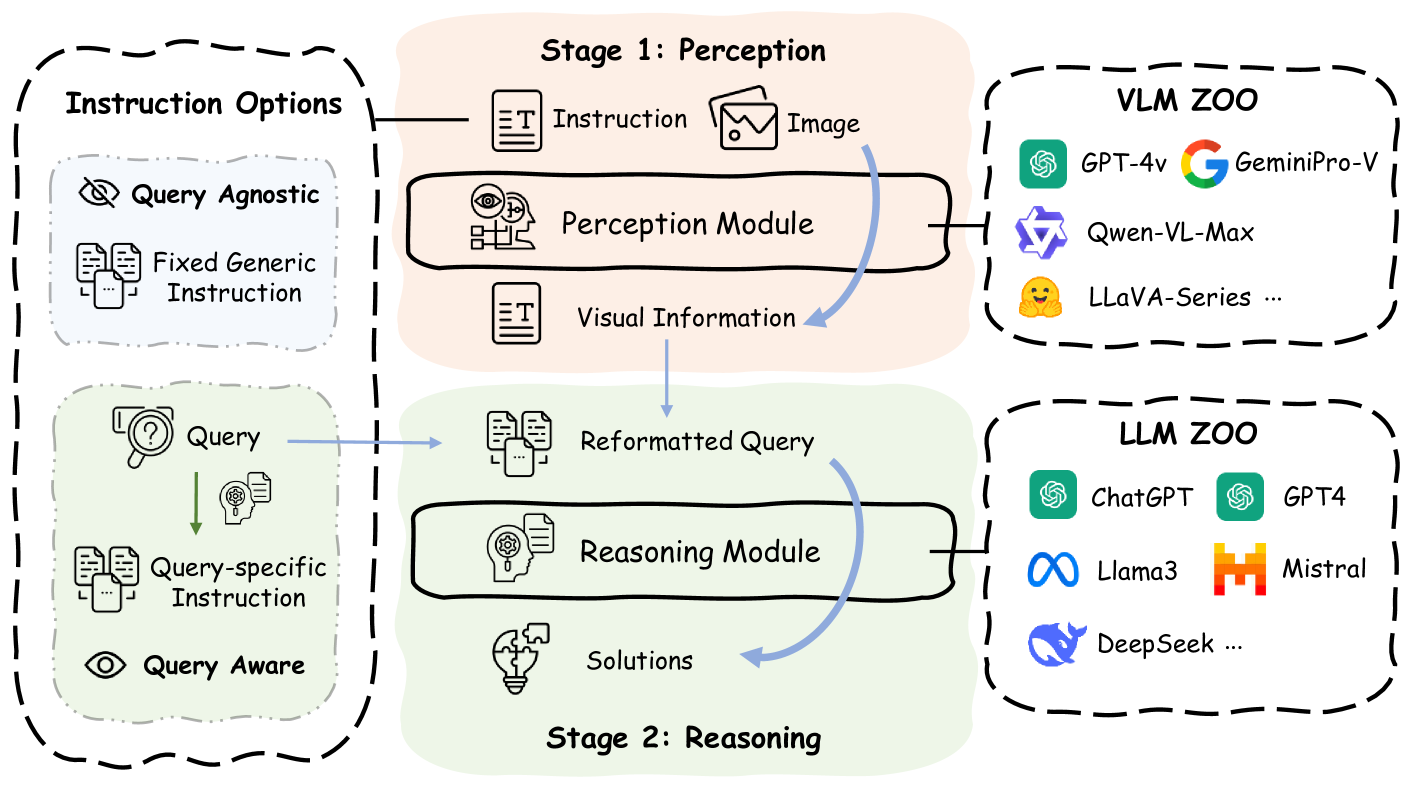 Instruction Options
Query Agnostic
Fixed Generic
Instruction
Query
Query-specific
Instruction
Query Aware
Stage 1: Perception
T
Instruction
Image
Perception Module
T
Visual Information
?
Reformatted Query
Reasoning Module
Solutions
Stage 2: Reasoning
VLM ZOO
GPT-4v
GeminiPro-V
Qwen-VL-Max
LLaVA-Series ...
LLM ZOO
ChatGPT
GPT4
Llama3
Mistral
DeepSeek ...